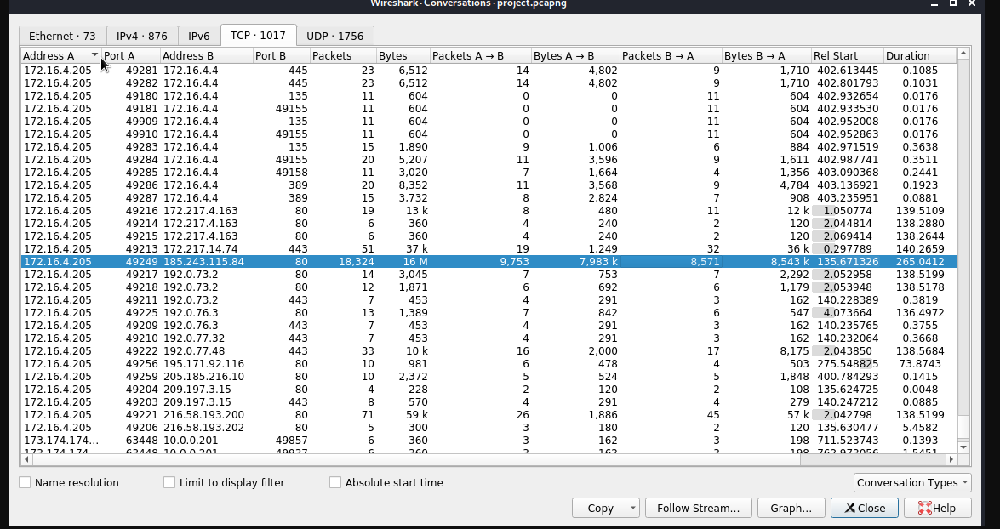 Wireshark · Conversations · project.pcapng
Ethernet · 73 IPv4 · 876 IPv6 TCP · 1017 UDP · 1756
Address A Port A Address B Port B Packets Bytes Packets A → B Bytes A → B Packets B → A Bytes B → A Rel Start Duration
172.16.4.205 49281 172.16.4.4 445 23 6,512 14 4,802 9 1,710 402.613445 0.1085
172.16.4.205 49282 172.16.4.4 445 23 6,512 14 4,802 9 1,710 402.801793 0.1031
172.16.4.205 49180 172.16.4.4 135 11 604 0 0 11 604 402.932654 0.0176
172.16.4.205 49181 172.16.4.4 49155 11 604 0 0 11 604 402.933530 0.0176
172.16.4.205 49909 172.16.4.4 135 11 604 0 0 11 604 402.952008 0.0176
172.16.4.205 49910 172.16.4.4 49155 11 604 0 0 11 604 402.952863 0.0176
172.16.4.205 49283 172.16.4.4 135 15 1,890 9 1,006 6 884 402.971519 0.3638
172.16.4.205 49284 172.16.4.4 49155 20 5,207 11 3,596 9 1,611 402.987741 0.3511
172.16.4.205 49285 172.16.4.4 49158 11 3,020 7 1,664 4 1,356 403.090368 0.2441
172.16.4.205 49286 172.16.4.4 389 20 8,352 11 3,568 9 4,784 403.136921 0.1923
172.16.4.205 49287 172.16.4.4 389 15 3,732 8 2,824 7 908 403.235951 0.0881
172.16.4.205 49216 172.217.4.163 80 19 13 k 8 480 11 12 k 1.050774 139.5109
172.16.4.205 49214 172.217.4.163 80 6 360 4 240 2 120 2.044814 138.2880
172.16.4.205 49215 172.217.4.163 80 6 360 4 240 2 120 2.069414 138.2644
172.16.4.205 49213 172.217.14.74 443 51 37 k 19 1,249 32 36 k 0.297789 140.2659
172.16.4.205 49249 185.243.115.84 80 18,324 16 M 9,753 7,983 k 8,571 8,543 k 135.671326 265.0412
172.16.4.205 49217 192.0.73.2 80 14 3,045 7 753 7 2,292 2.052958 138.5199
172.16.4.205 49218 192.0.73.2 80 12 1,871 6 692 6 1,179 2.053948 138.5178
172.16.4.205 49211 192.0.73.2 443 7 453 4 291 3 162 140.228389 0.3819
172.16.4.205 49225 192.0.76.3 80 13 1,389 7 842 6 547 4.073664 136.4972
172.16.4.205 49209 192.0.76.3 443 7 453 4 291 3 162 140.235765 0.3755
172.16.4.205 49210 192.0.77.32 443 7 453 4 291 3 162 140.232064 0.3668
172.16.4.205 49222 192.0.77.48 443 33 10 k 16 2,000 17 8,175 2.043850 138.5684
172.16.4.205 49256 195.171.92.116 80 10 981 6 478 4 503 275.548825 73.8743
172.16.4.205 49259 205.185.216.10 80 10 2,372 5 524 5 1,848 400.784293 0.1415
172.16.4.205 49204 209.197.3.15 80 4 228 2 120 2 108 135.624725 0.0048
172.16.4.205 49203 209.197.3.15 443 8 570 4 291 4 279 140.247212 0.0885
172.16.4.205 49221 216.58.193.200 80 71 59 k 26 1,886 45 57 k 2.042798 138.5199
172.16.4.205 49206 216.58.193.202 80 5 300 3 180 2 120 135.630477 5.4582
173.174.174... 63448 10.0.0.201 49857 6 360 3 162 3 198 711.523743 0.1393
173.174.174... 63448 10.0.0.201 49937 6 360 3 162 3 198 762.973056 1.5451
Name resolution Limit to display filter Absolute start time Conversation Types
Copy Follow Stream... Graph... Close Help